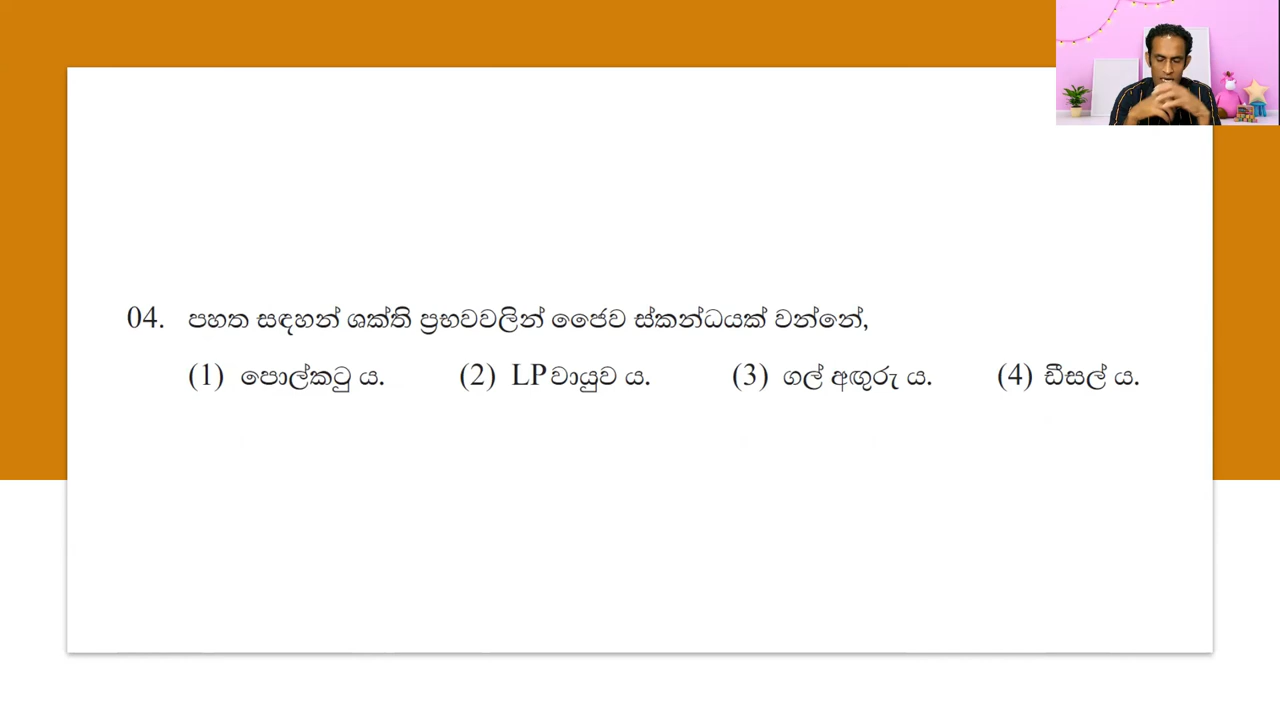 04. පහත සඳහන් ශක්ති ප්‍රභවවලින් ජෛව ස්කන්ධයක් වන්නේ,
(1) පොල්කටු ය. (2) LP වායුව ය. (3) ගල් අඟුරු ය. (4) ඩීසල් ය.